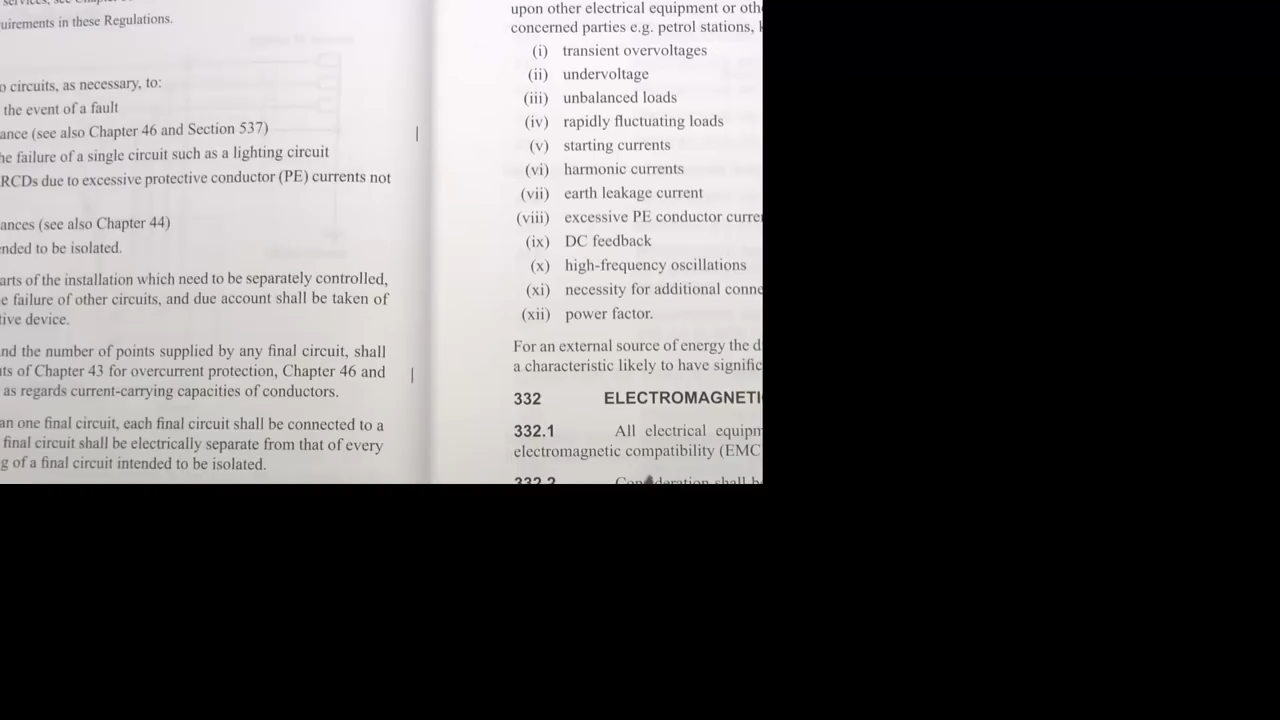 uirements in these Regulations.
o circuits, as necessary, to:
the event of a fault
ance (see also Chapter 46 and Section 537)
he failure of a single circuit such as a lighting circuit
RCDs due to excessive protective conductor (PE) currents not
ances (see also Chapter 44)
nded to be isolated.
arts of the installation which need to be separately controlled,
e failure of other circuits, and due account shall be taken of
tive device.
nd the number of points supplied by any final circuit, shall
ts of Chapter 43 for overcurrent protection, Chapter 46 and
as regards current-carrying capacities of conductors.
an one final circuit, each final circuit shall be connected to a
final circuit shall be electrically separate from that of every
g of a final circuit intended to be isolated.
upon other electrical equipment or oth
concerned parties e.g. petrol stations,
(i) transient overvoltages
(ii) undervoltage
(iii) unbalanced loads
(iv) rapidly fluctuating loads
(v) starting currents
(vi) harmonic currents
(vii) earth leakage current
(viii) excessive PE conductor curre
(ix) DC feedback
(x) high-frequency oscillations
(xi) necessity for additional conne
(xii) power factor.
For an external source of energy the d
a characteristic likely to have signific
332 ELECTROMAGNETI
332.1 All electrical equipm
electromagnetic compatibility (EMC
332.2 shall b